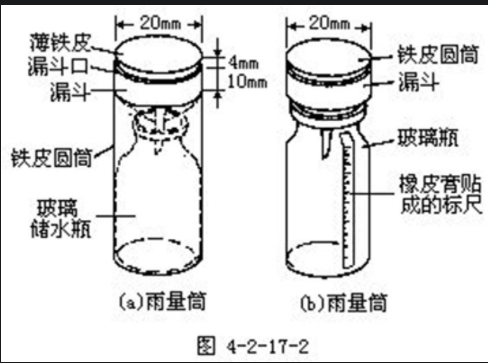 20mm
薄铁皮
漏斗口
漏斗
4mm
10mm
铁皮圆筒
玻璃
储水瓶
(a)雨量筒
20mm
铁皮圆筒
漏斗
玻璃瓶
橡皮膏贴
成的标尺
(b)雨量筒
图 4-2-17-2